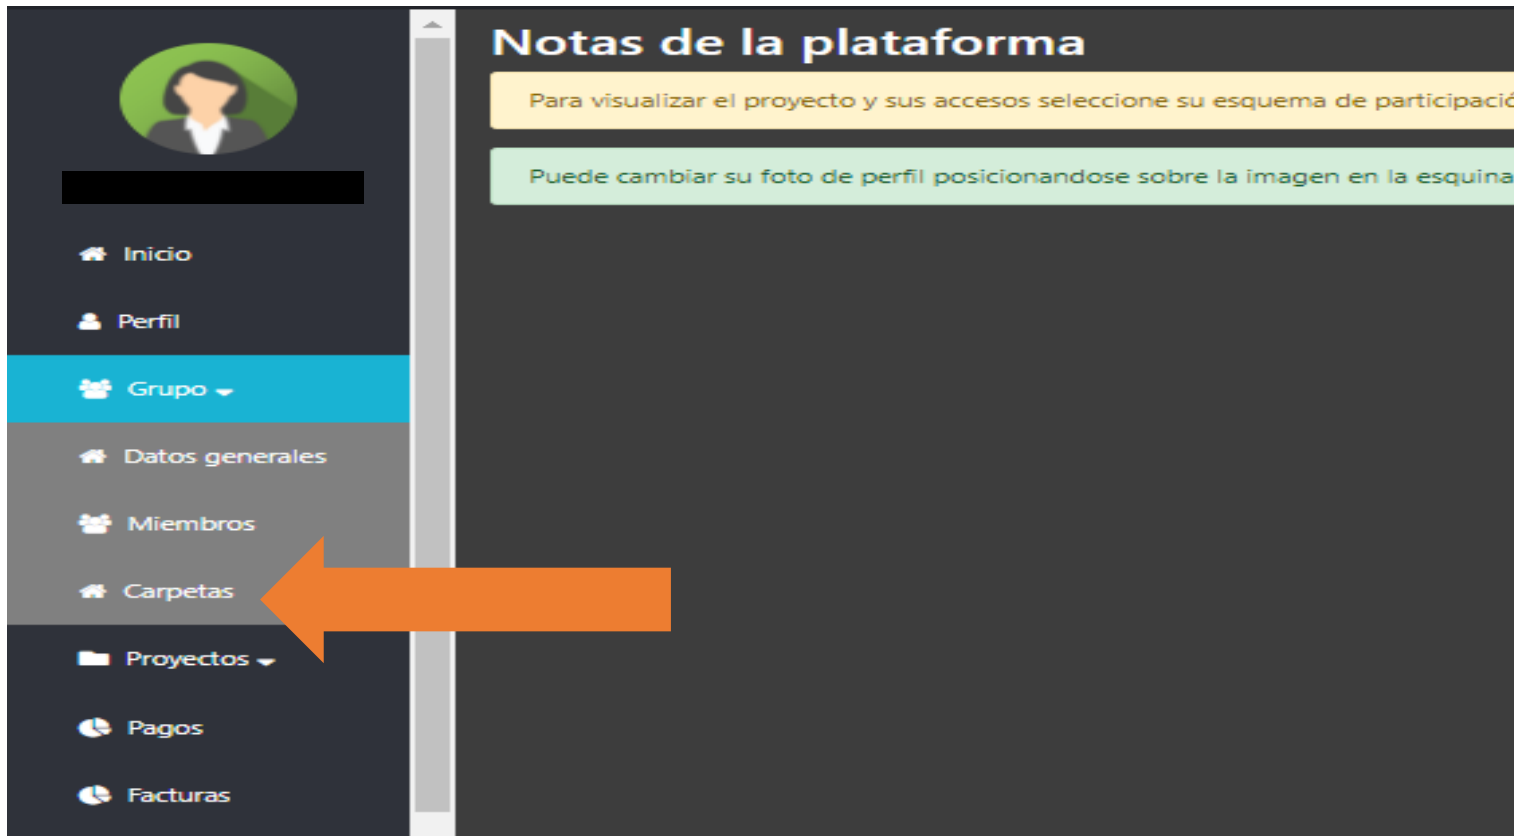 Notas de la plataforma
Para visualizar el proyecto y sus accesos seleccione su esquema de participació
Puede cambiar su foto de perfil posicionandose sobre la imagen en la esquina
Inicio
Perfil
Grupo
Datos generales
Miembros
Carpetas
Proyectos
Pagos
Facturas